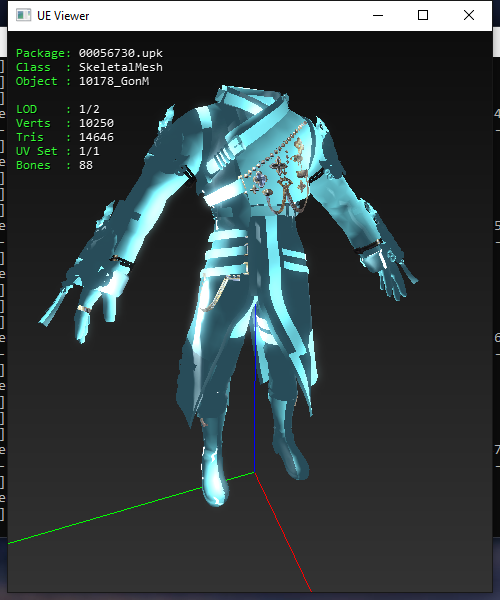 UE Viewer
Package: 00056730.upk
Class : SkeletalMesh
Object : 10178_GonM
LOD : 1/2
Verts : 10250
Tris : 14646
UV Set : 1/1
Bones : 88